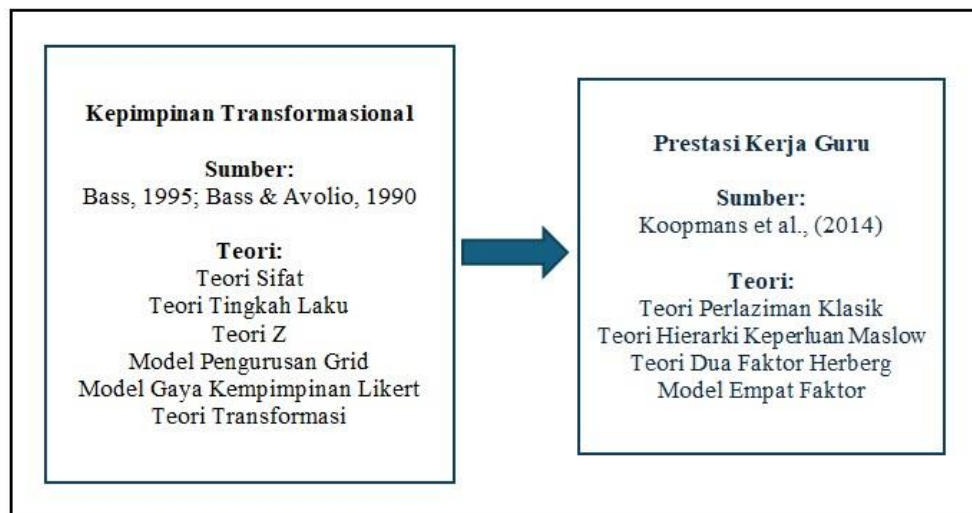 Kepimpinan Transformasional
Sumber:
Bass, 1995; Bass & Avolio, 1990
Teori:
Teori Sifat
Teori Tingkah Laku
Teori Z
Model Pengurusan Grid
Model Gaya Kempimpinan Likert
Teori Transformasi
Prestasi Kerja Guru
Sumber:
Koopmans et al., (2014)
Teori:
Teori Perlaziman Klasik
Teori Hierarki Keperluan Maslow
Teori Dua Faktor Herberg
Model Empat Faktor